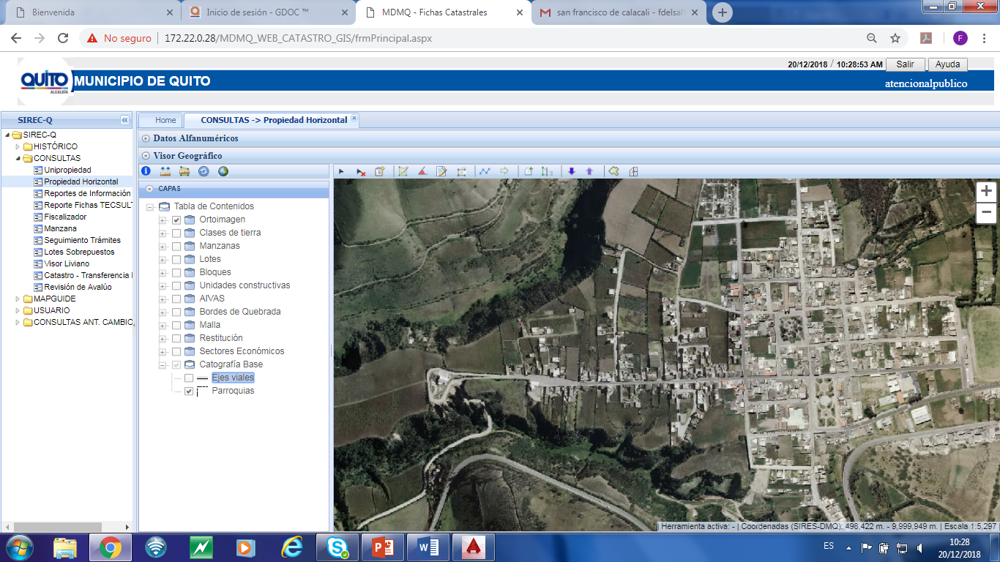 Bienvenida
Inicio de sesión - GDOC ™
MDMQ - Fichas Catastrales
san francisco de calacali - fdelsalt
No seguro
172.22.0.28/MDMQ_WEB_CATASTRO_GIS/frmPrincipal.aspx
F
20/12/2018 / 10:28:53 AM
Salir
Ayuda
QUITO
ALCALDÍA
MUNICIPIO DE QUITO
atencionalpublico
SIREC-Q
Home
CONSULTAS -> Propiedad Horizontal
SIREC-Q
HISTÓRICO
CONSULTAS
Unipropiedad
Propiedad Horizontal
Reportes de Información
Reporte Fichas TECSULT
Fiscalizador
Manzana
Seguimiento Trámites
Lotes Sobrepuestos
Visor Liviano
Catastro - Transferencia
Revisión de Avalúo
MAPGUIDE
USUARIO
CONSULTAS ANT. CAMBIO
Datos Alfanuméricos
Visor Geográfico
CAPAS
Tabla de Contenidos
Ortoimagen
Clases de tierra
Manzanas
Lotes
Bloques
Unidades constructivas
AIVAS
Bordes de Quebrada
Malla
Restitución
Sectores Económicos
Catografía Base
Ejes viales
Parroquias
+
−
Herramienta activa: - | Coordenadas (SIRES-DMQ): 498,422 m. - 9,999,949 m. | Escala 1:5,297
ES
10:28
20/12/2018